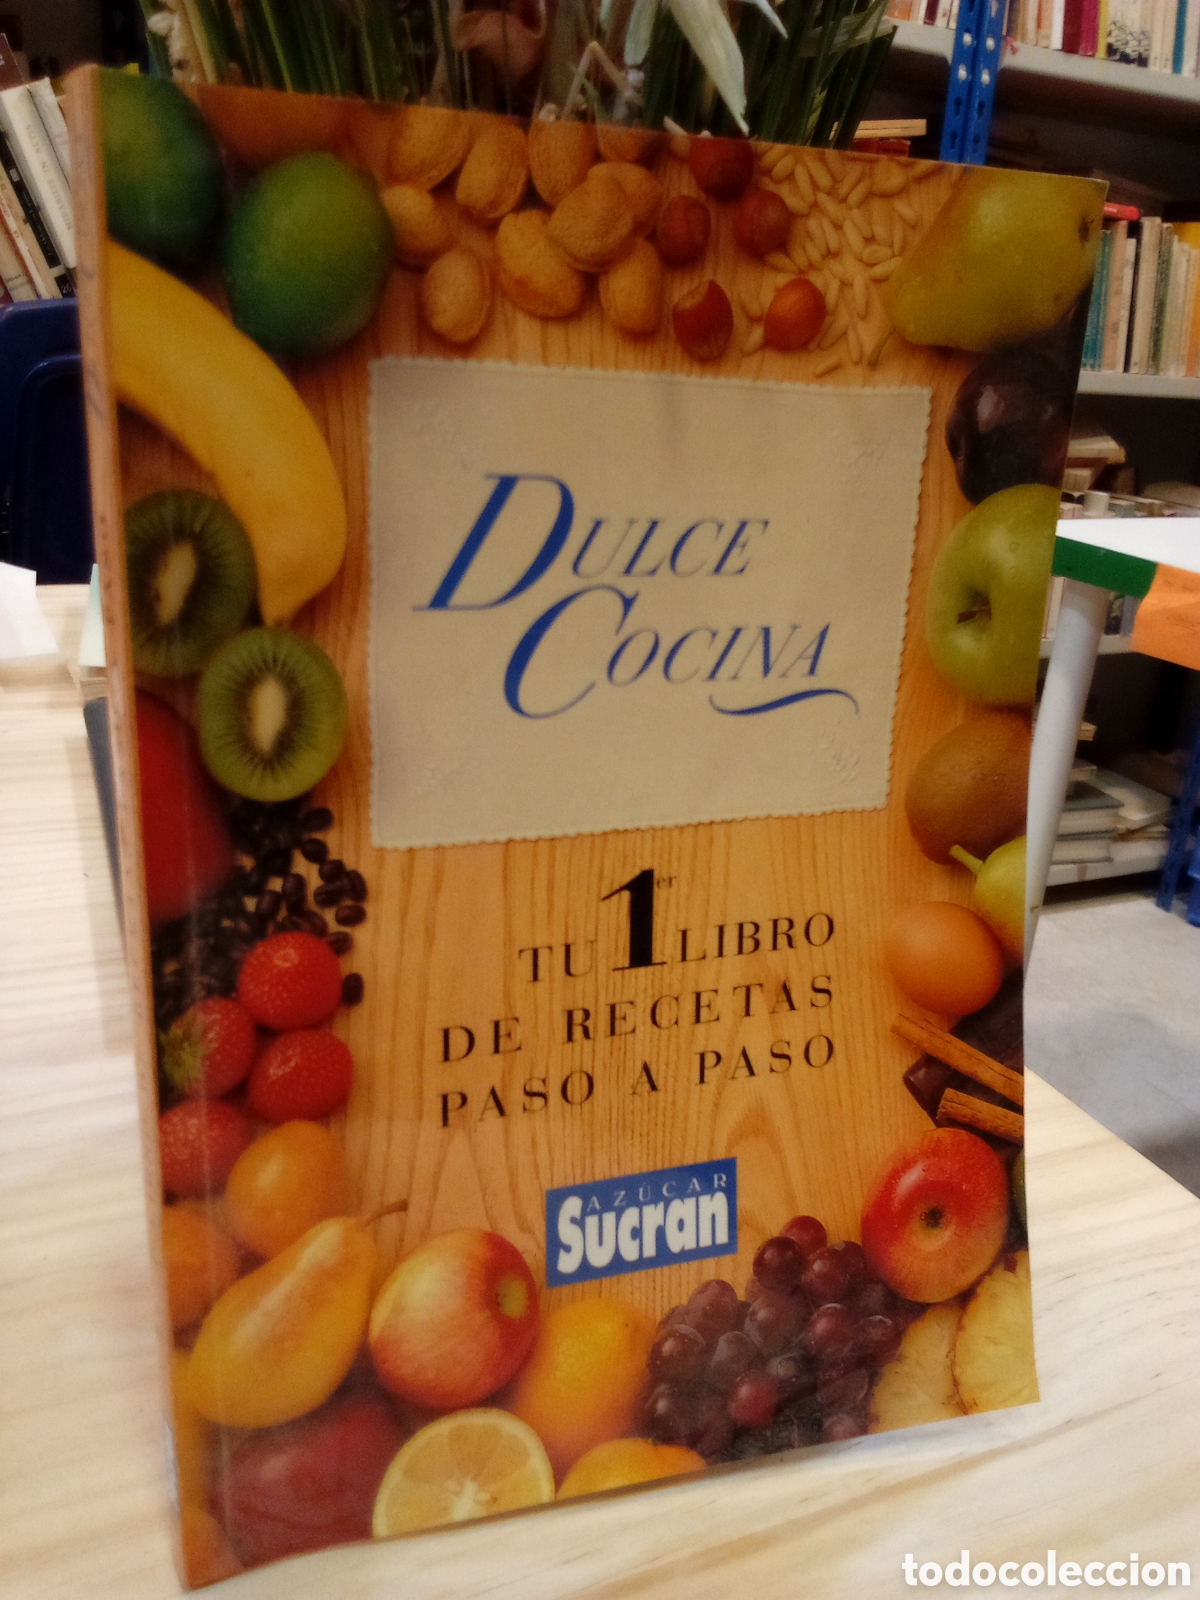 DULCE
COCINA
TU 1er LIBRO
DE RECETAS
PASO A PASO
AZÚCAR
Sucran
todocoleccion